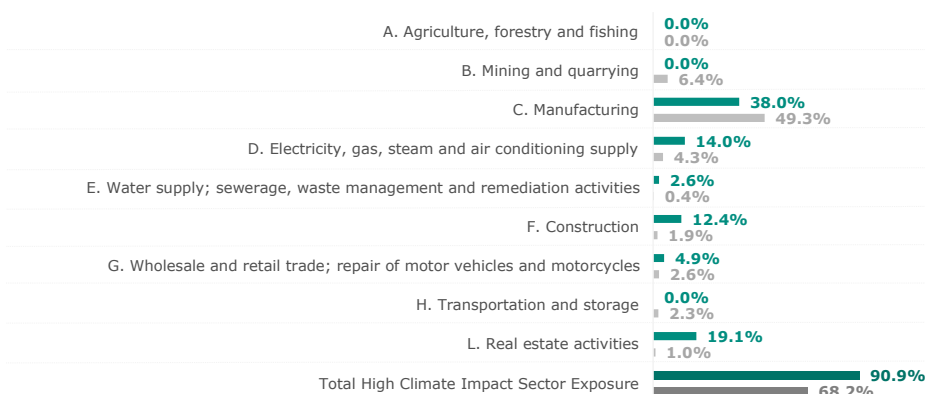 A. Agriculture, forestry and fishing
0.0%
0.0%
B. Mining and quarrying
0.0%
6.4%
C. Manufacturing
38.0%
49.3%
D. Electricity, gas, steam and air conditioning supply
14.0%
4.3%
E. Water supply; sewerage, waste management and remediation activities
2.6%
0.4%
F. Construction
12.4%
1.9%
G. Wholesale and retail trade; repair of motor vehicles and motorcycles
4.9%
2.6%
H. Transportation and storage
0.0%
2.3%
L. Real estate activities
19.1%
1.0%
Total High Climate Impact Sector Exposure
90.9%
68.2%